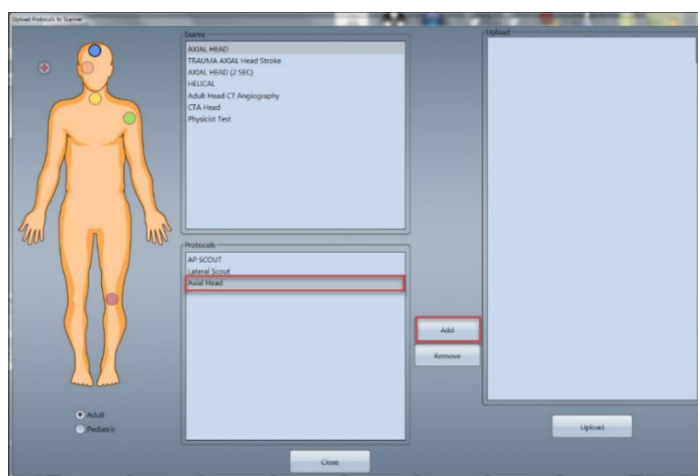 Upload Protocols to Scanner
Exams
AXIAL HEAD
TRAUMA AXIAL Head Stroke
AXIAL HEAD (2 SEC)
HELICAL
Adult Head CT Angiography
CTA Head
Physicist Test
Protocols
AP SCOUT
Lateral Scout
Axial Head
Upload
Add
Remove
Adult
Pediatric
Upload
Close